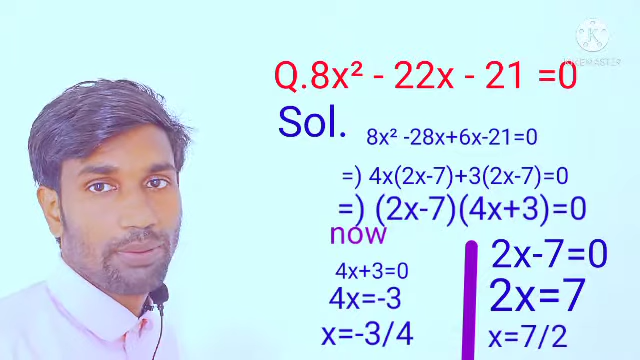 KINEMASTER
Q.8x² - 22x - 21 =0
Sol.
8x² -28x+6x-21=0
=) 4x(2x-7)+3(2x-7)=0
=) (2x-7)(4x+3)=0
now
4x+3=0
4x=-3
x=-3/4
2x-7=0
2x=7
x=7/2